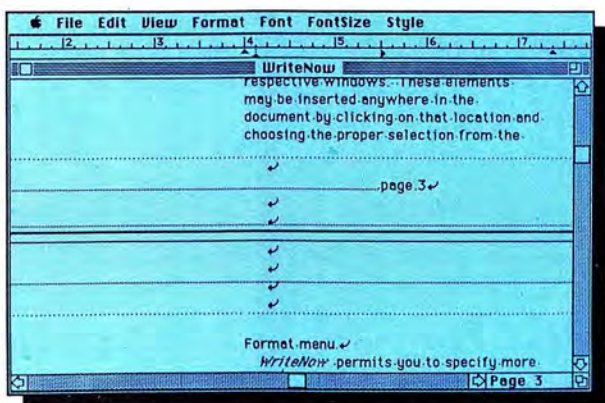 File Edit View Format Font FontSize Style
2 3 4 5 6 7
WriteNow
respective windows. These elements
may be inserted anywhere in the
document by clicking on that location and
choosing the proper selection from the
page 3
Format menu.
WriteNow permits you to specify more
Page 3